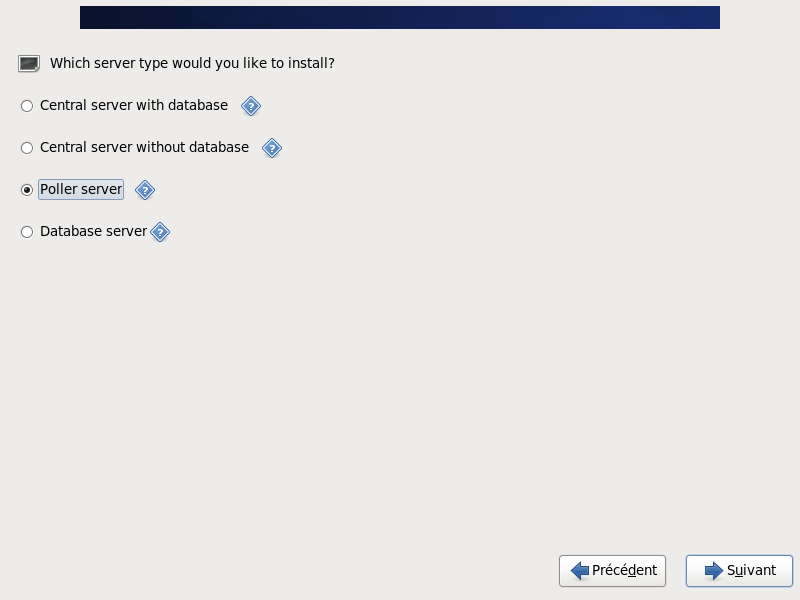 Which server type would you like to install?
Central server with database ?
Central server without database ?
Poller server ?
Database server ?
Précédent Suivant